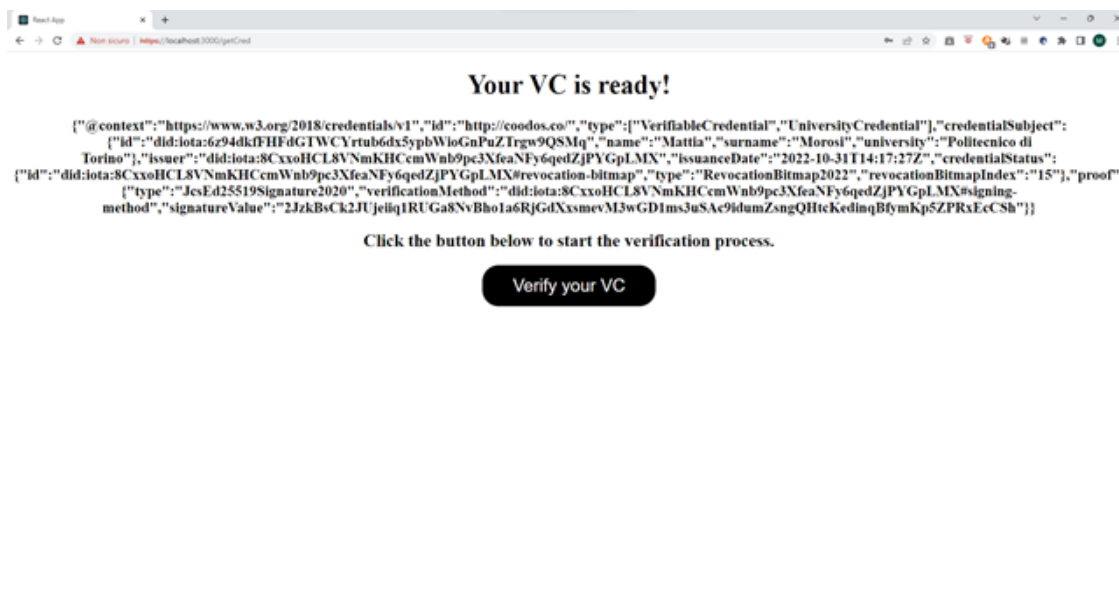 React App
Non sicuro | https://localhost:3000/getCred
Your VC is ready!
{"@context":"https://www.w3.org/2018/credentials/v1","id":"http://coodos.co/","type":["VerifiableCredential","UniversityCredential"],"credentialSubject":
{"id":"did:iota:6z94dkfFHFdGTWCYrtub6dx5ypbWioGnPuZTrgw9QSMq","name":"Mattia","surname":"Morosi","university":"Politecnico di
Torino"},"issuer":"did:iota:8CxxoHCL8VNmKHCcmWnb9pc3XfeaNFy6qedZjPYGpLMX","issuanceDate":"2022-10-31T14:17:27Z","credentialStatus":
{"id":"did:iota:8CxxoHCL8VNmKHCcmWnb9pc3XfeaNFy6qedZjPYGpLMX#revocation-bitmap","type":"RevocationBitmap2022","revocationBitmapIndex":"15"},"proof"
{"type":"JcsEd25519Signature2020","verificationMethod":"did:iota:8CxxoHCL8VNmKHCcmWnb9pc3XfeaNFy6qedZjPYGpLMX#signing-
method","signatureValue":"2JzkBsCk2JUjeiiq1RUGa8NvBho1a6RjGdXxsmevM3wGD1ms3uSAc9idumZsngQHtcKedinqBfymKp5ZPRxEcCSh"}}
Click the button below to start the verification process.
Verify your VC